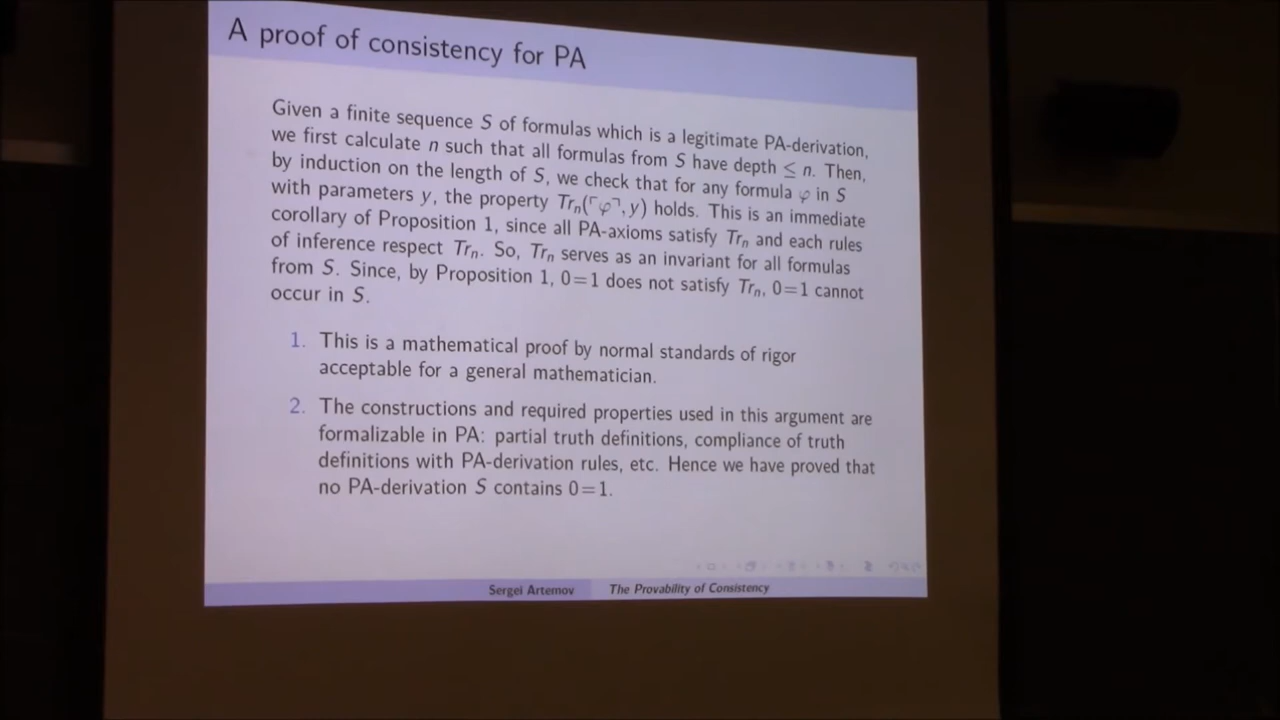 A proof of consistency for PA
Given a finite sequence S of formulas which is a legitimate PA-derivation,
we first calculate n such that all formulas from S have depth ≤ n. Then,
by induction on the length of S, we check that for any formula φ in S
with parameters y, the property Trₙ(⌜φ⌝, y) holds. This is an immediate
corollary of Proposition 1, since all PA-axioms satisfy Trₙ and each rules
of inference respect Trₙ. So, Trₙ serves as an invariant for all formulas
from S. Since, by Proposition 1, 0=1 does not satisfy Trₙ, 0=1 cannot
occur in S.
1. This is a mathematical proof by normal standards of rigor
acceptable for a general mathematician.
2. The constructions and required properties used in this argument are
formalizable in PA: partial truth definitions, compliance of truth
definitions with PA-derivation rules, etc. Hence we have proved that
no PA-derivation S contains 0=1.
Sergei Artemov The Provability of Consistency